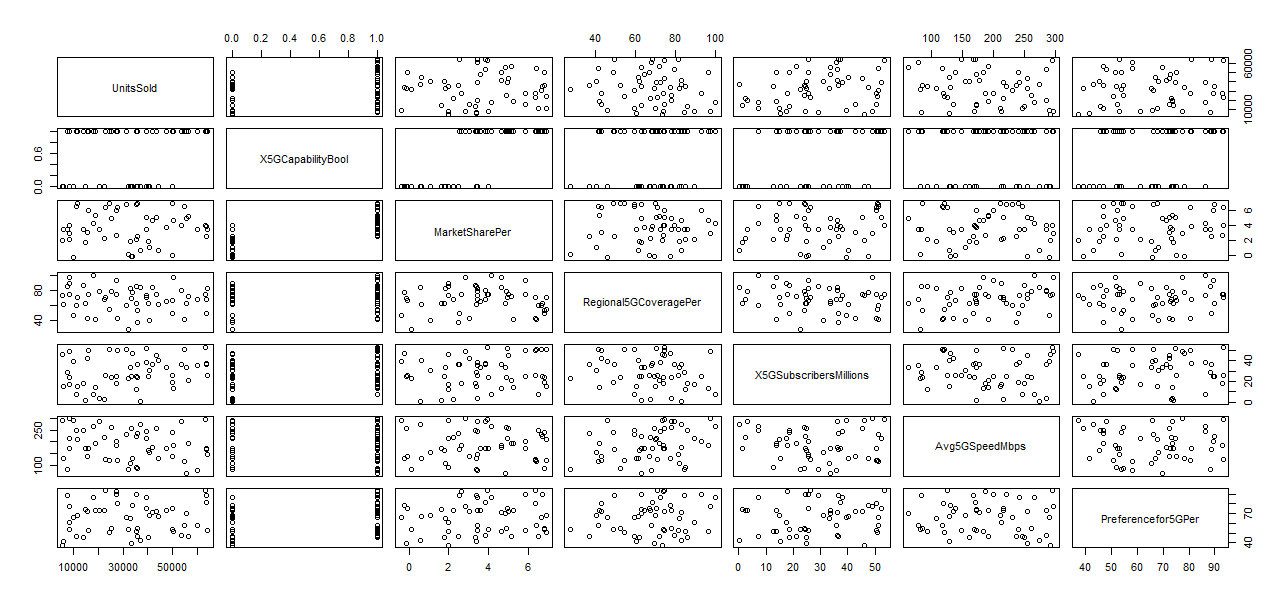 0.0 0.2 0.4 0.6 0.8 1.0 40 60 80 100 100 150 200 250 300
UnitsSold
10000 60000
X5GCapabilityBool
0.0 0.6
MarketSharePer
0 2 4 6
Regional5GCoveragePer
40 80
X5GSubscribersMillions
0 20 40
Avg5GSpeedMbps
100 250
Preferencefor5GPer
40 70
10000 30000 50000 0 2 4 6 0 10 20 30 40 50 40 50 60 70 80 90